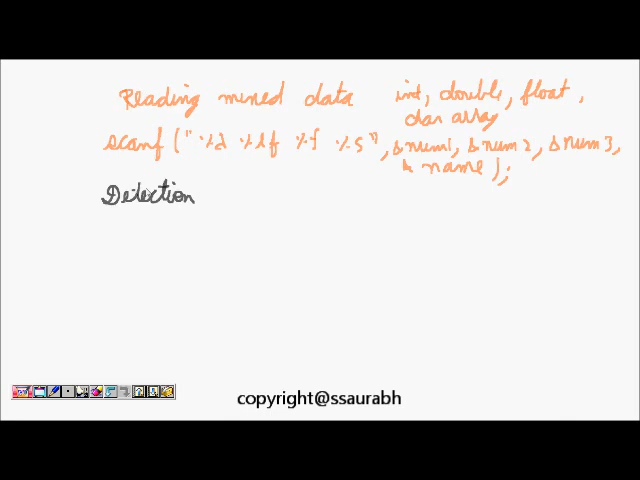 Reading mixed data int, double, float,
char array
scanf (" %d %lf %f %s", &num1, &num2, &num3,
& name);
Detection
copyright@ssaurabh